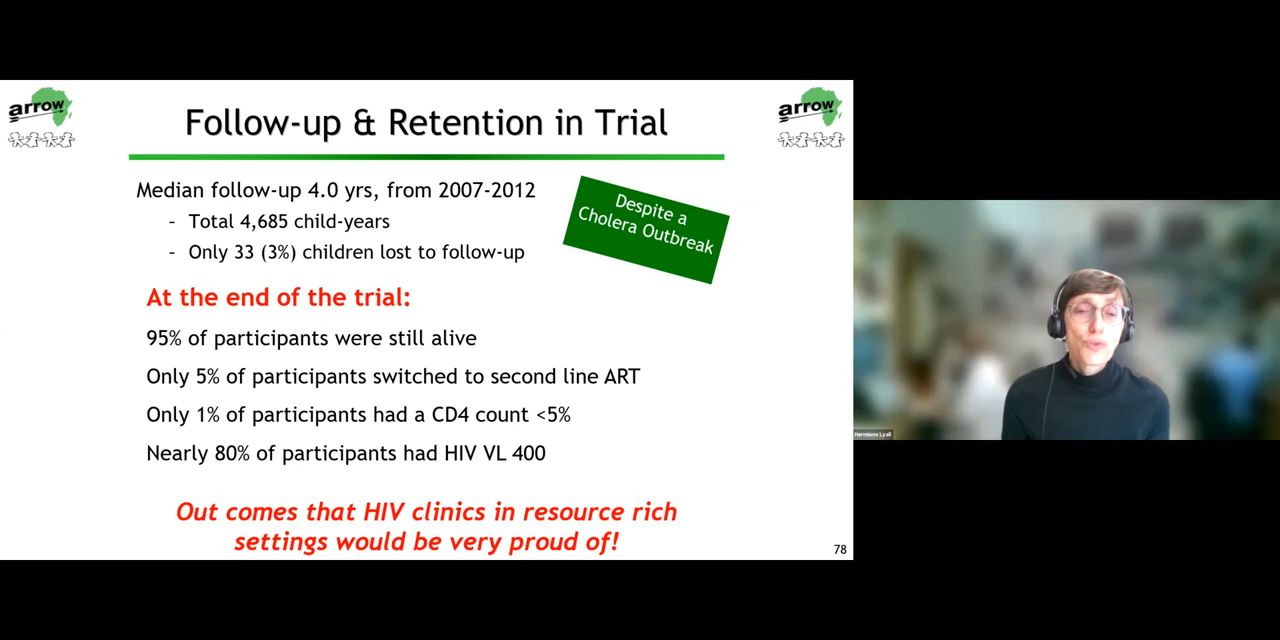 arrow
arrow
Follow-up & Retention in Trial
Median follow-up 4.0 yrs, from 2007-2012
- Total 4,685 child-years
- Only 33 (3%) children lost to follow-up
Despite a
Cholera Outbreak
At the end of the trial:
95% of participants were still alive
Only 5% of participants switched to second line ART
Only 1% of participants had a CD4 count <5%
Nearly 80% of participants had HIV VL 400
Out comes that HIV clinics in resource rich
settings would be very proud of!
78
Hermione Lyall